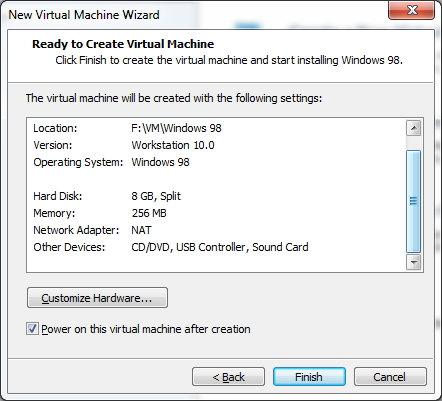 New Virtual Machine Wizard
Ready to Create Virtual Machine
Click Finish to create the virtual machine and start installing Windows 98.
The virtual machine will be created with the following settings:
Location: F:\VM\Windows 98
Version: Workstation 10.0
Operating System: Windows 98
Hard Disk: 8 GB, Split
Memory: 256 MB
Network Adapter: NAT
Other Devices: CD/DVD, USB Controller, Sound Card
Customize Hardware...
Power on this virtual machine after creation
< Back Finish Cancel